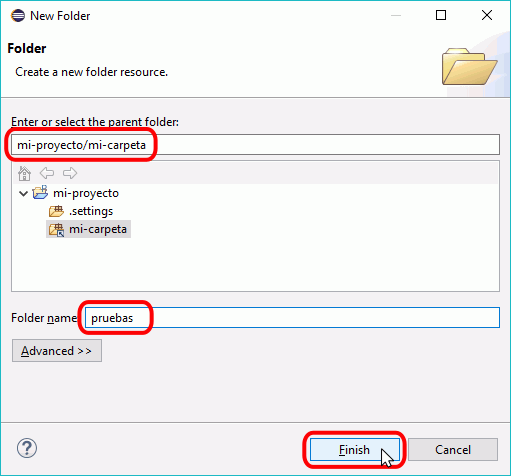 New Folder
Folder
Create a new folder resource.
Enter or select the parent folder:
mi-proyecto/mi-carpeta
mi-proyecto
.settings
mi-carpeta
Folder name: pruebas
Advanced >>
Finish Cancel